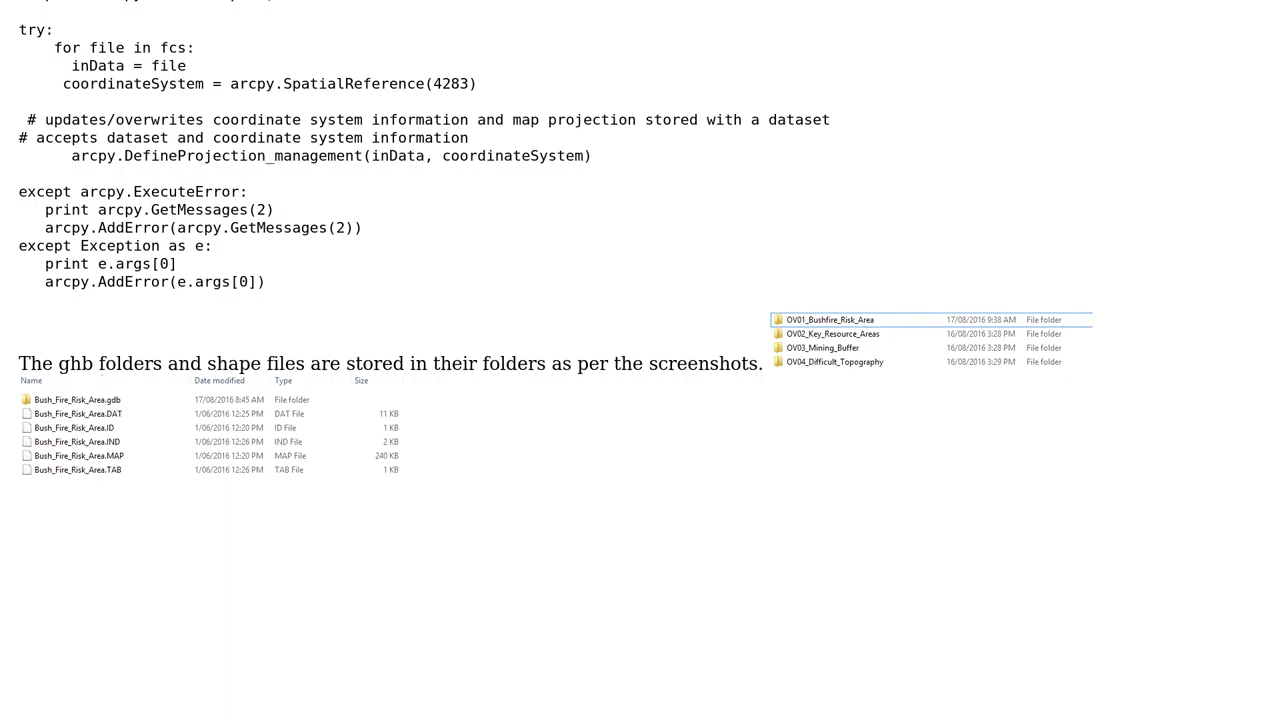 try:
    for file in fcs:
      inData = file
     coordinateSystem = arcpy.SpatialReference(4283)
 # updates/overwrites coordinate system information and map projection stored with a dataset
# accepts dataset and coordinate system information
      arcpy.DefineProjection_management(inData, coordinateSystem)
except arcpy.ExecuteError:
   print arcpy.GetMessages(2)
   arcpy.AddError(arcpy.GetMessages(2))
except Exception as e:
   print e.args[0]
   arcpy.AddError(e.args[0])
OV01_Bushfire_Risk_Area 17/08/2016 9:38 AM File folder
OV02_Key_Resource_Areas 16/08/2016 3:28 PM File folder
OV03_Mining_Buffer 16/08/2016 3:28 PM File folder
OV04_Difficult_Topography 16/08/2016 3:29 PM File folder
The ghb folders and shape files are stored in their folders as per the screenshots.
Name Date modified Type Size
Bush_Fire_Risk_Area.gdb 17/08/2016 8:45 AM File folder
Bush_Fire_Risk_Area.DAT 1/06/2016 12:25 PM DAT File 11 KB
Bush_Fire_Risk_Area.ID 1/06/2016 12:20 PM ID File 1 KB
Bush_Fire_Risk_Area.IND 1/06/2016 12:26 PM IND File 2 KB
Bush_Fire_Risk_Area.MAP 1/06/2016 12:20 PM MAP File 240 KB
Bush_Fire_Risk_Area.TAB 1/06/2016 12:26 PM TAB File 1 KB